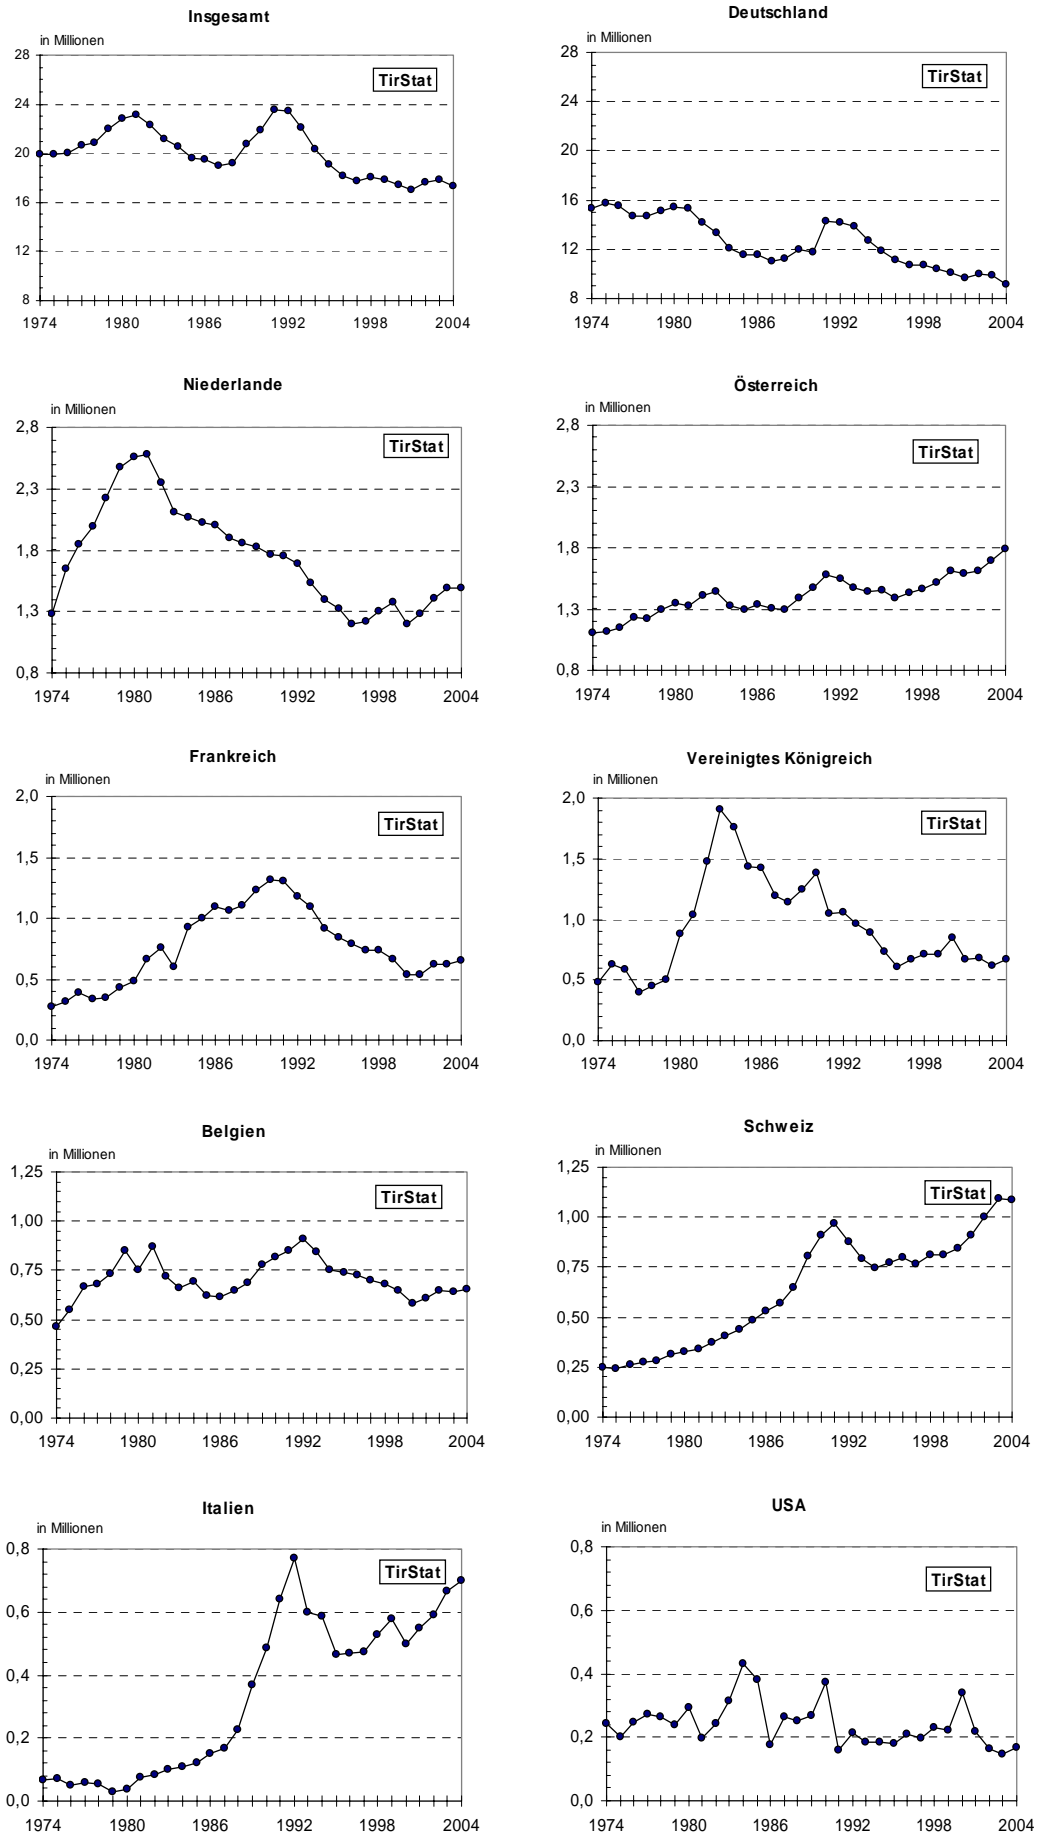 Insgesamt
in Millionen
TirStat
28
24
20
16
12
8
1974 1980 1986 1992 1998 2004
Deutschland
in Millionen
TirStat
28
24
20
16
12
8
1974 1980 1986 1992 1998 2004
Niederlande
in Millionen
TirStat
2,8
2,3
1,8
1,3
0,8
1974 1980 1986 1992 1998 2004
Österreich
in Millionen
TirStat
2,8
2,3
1,8
1,3
0,8
1974 1980 1986 1992 1998 2004
Frankreich
in Millionen
TirStat
2,0
1,5
1,0
0,5
0,0
1974 1980 1986 1992 1998 2004
Vereinigtes Königreich
in Millionen
TirStat
2,0
1,5
1,0
0,5
0,0
1974 1980 1986 1992 1998 2004
Belgien
in Millionen
TirStat
1,25
1,00
0,75
0,50
0,25
0,00
1974 1980 1986 1992 1998 2004
Schweiz
in Millionen
TirStat
1,25
1,00
0,75
0,50
0,25
0,00
1974 1980 1986 1992 1998 2004
Italien
in Millionen
TirStat
0,8
0,6
0,4
0,2
0,0
1974 1980 1986 1992 1998 2004
USA
in Millionen
TirStat
0,8
0,6
0,4
0,2
0,0
1974 1980 1986 1992 1998 2004